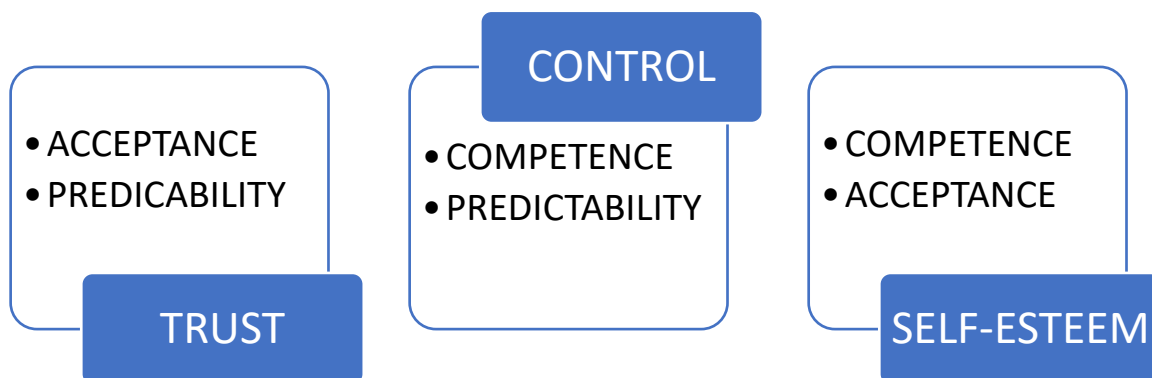 • ACCEPTANCE
• PREDICABILITY
TRUST
CONTROL
• COMPETENCE
• PREDICTABILITY
• COMPETENCE
• ACCEPTANCE
SELF-ESTEEM